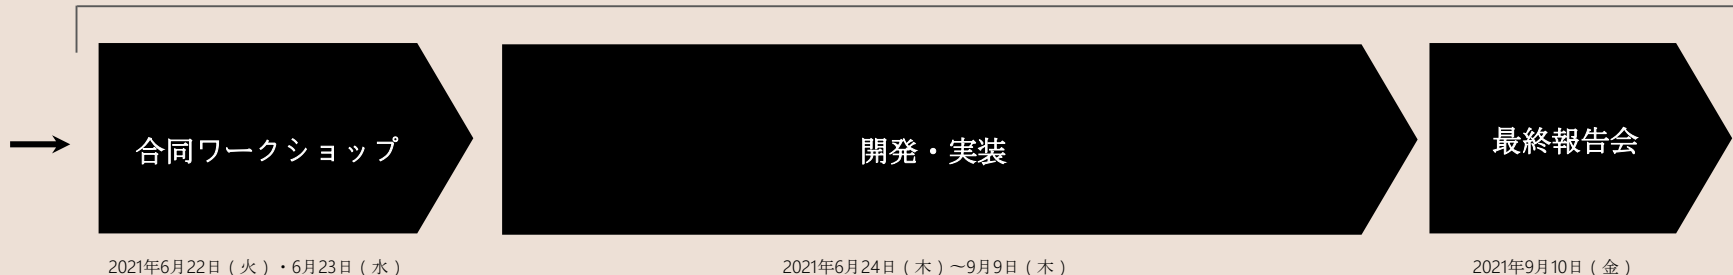 合同ワークショップ
開発・実装
最終報告会
2021年6月22日（火）・6月23日（水）
2021年6月24日（木）～9月9日（木）
2021年9月10日（金）